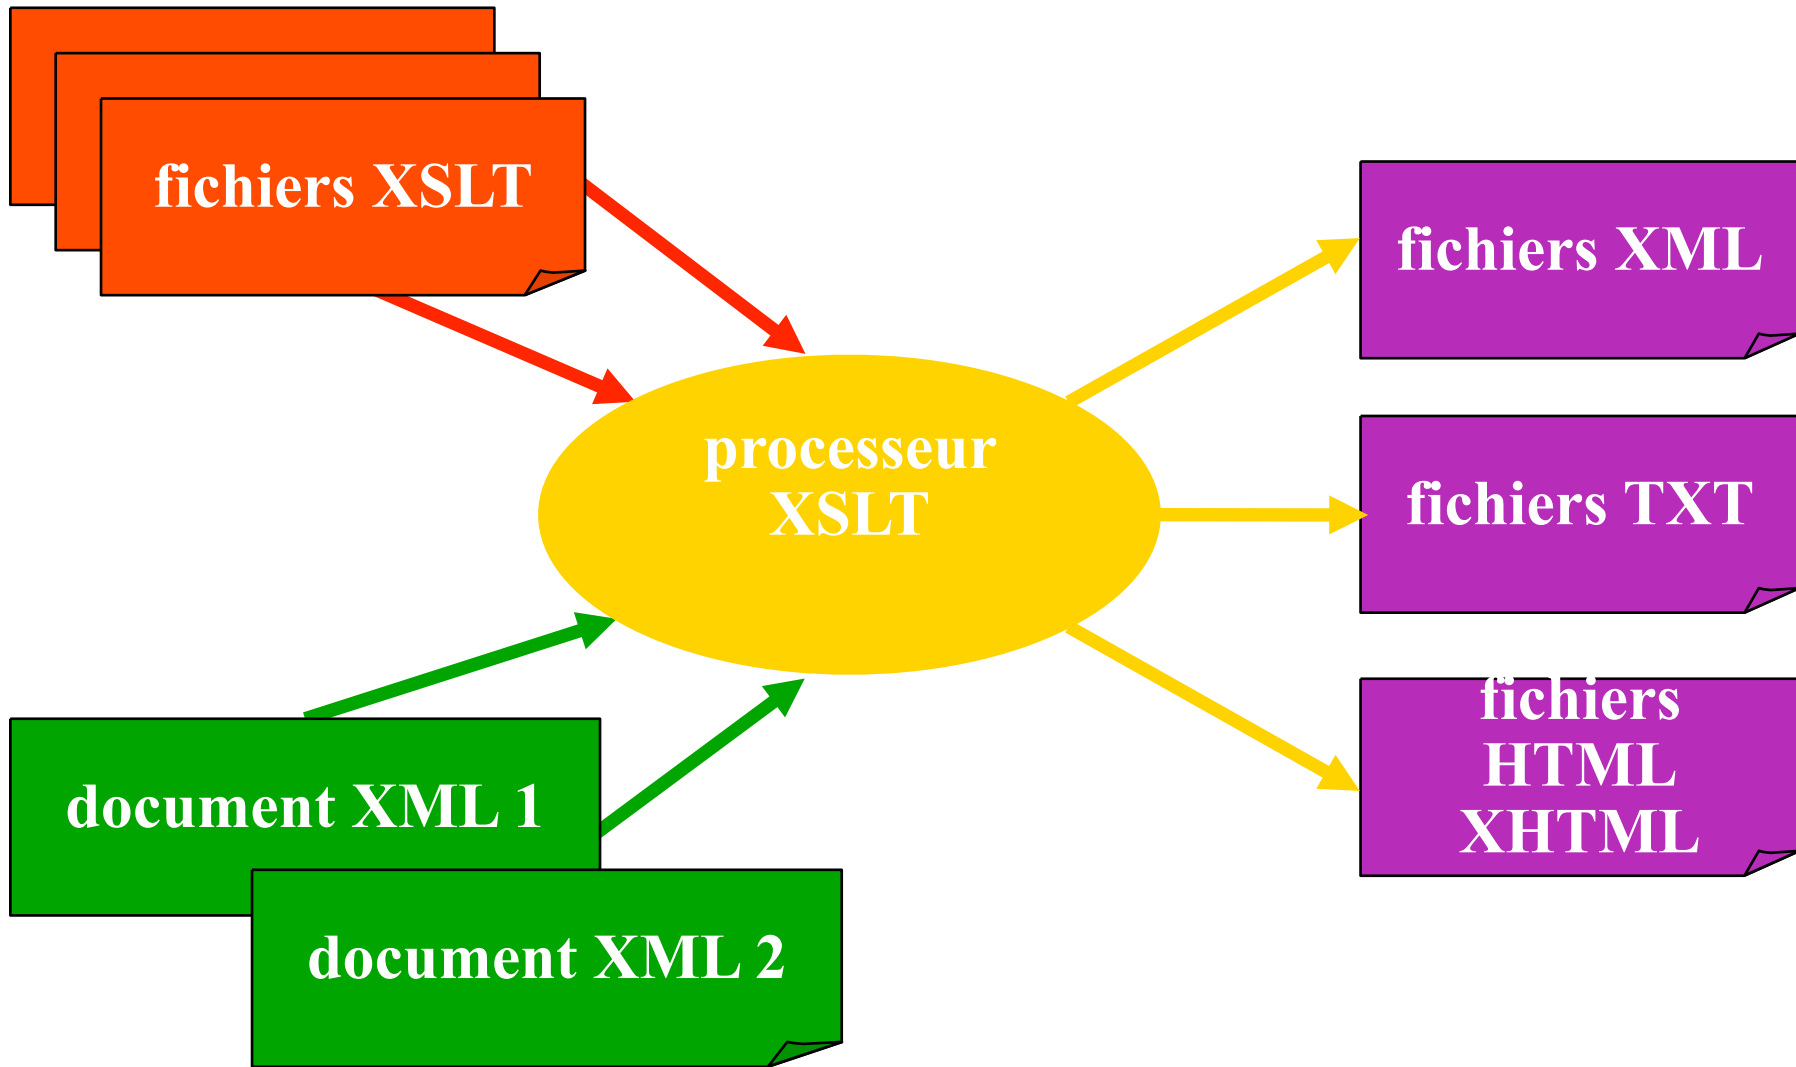 fichiers XSLT
fichiers XML
processeur
XSLT
fichiers TXT
fichiers
HTML
XHTML
document XML 1
document XML 2